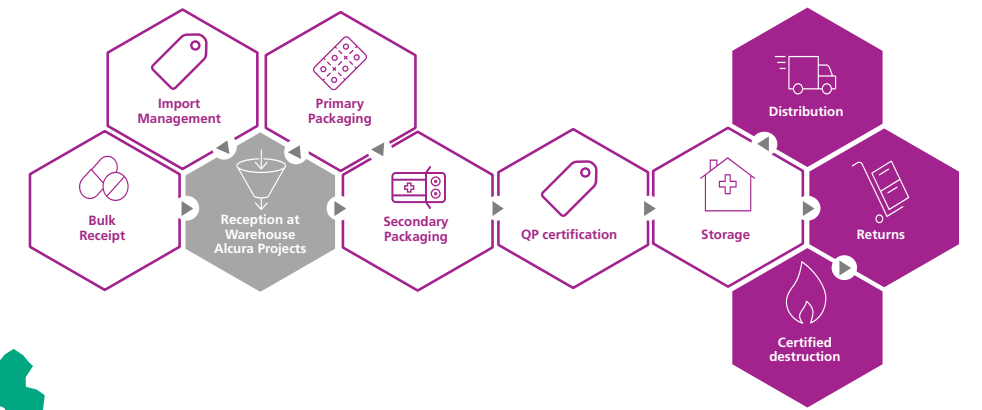 Import
Management
Primary
Packaging
Distribution
Bulk
Receipt
Reception at
Warehouse
Alcura Projects
Secondary
Packaging
QP certification
Storage
Returns
Certified
destruction